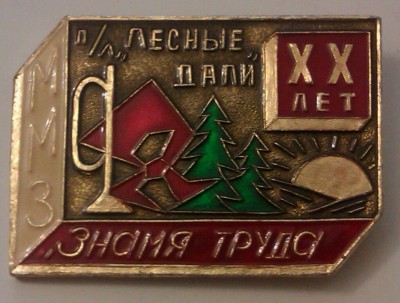 п/л „ЛЕСНЫЕ
ДАЛИ"
XX
ЛЕТ
ММЗ
„ЗНАМЯ ТРУДА